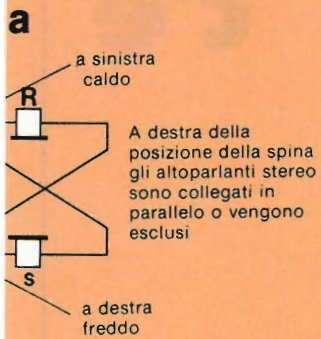 a
a sinistra
caldo
R
A destra della
posizione della spina
gli altoparlanti stereo
sono collegati in
parallelo o vengono
esclusi
s
a destra
freddo